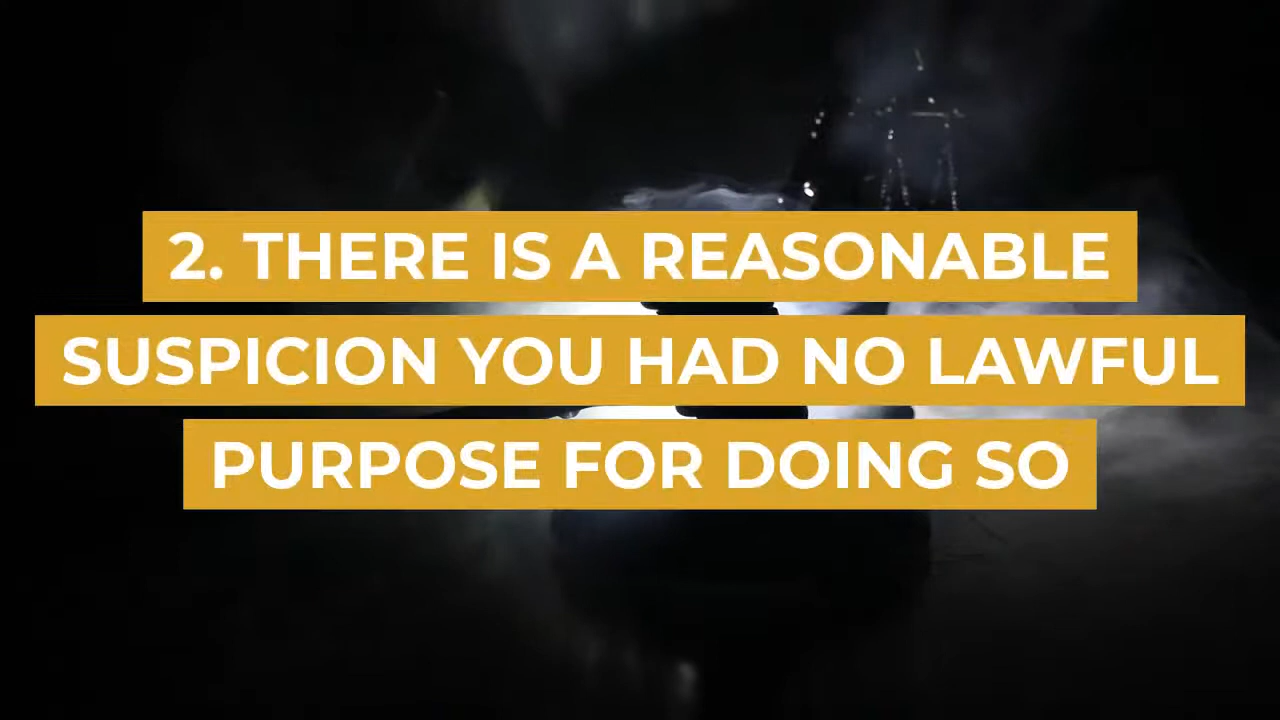 2. THERE IS A REASONABLE
SUSPICION YOU HAD NO LAWFUL
PURPOSE FOR DOING SO